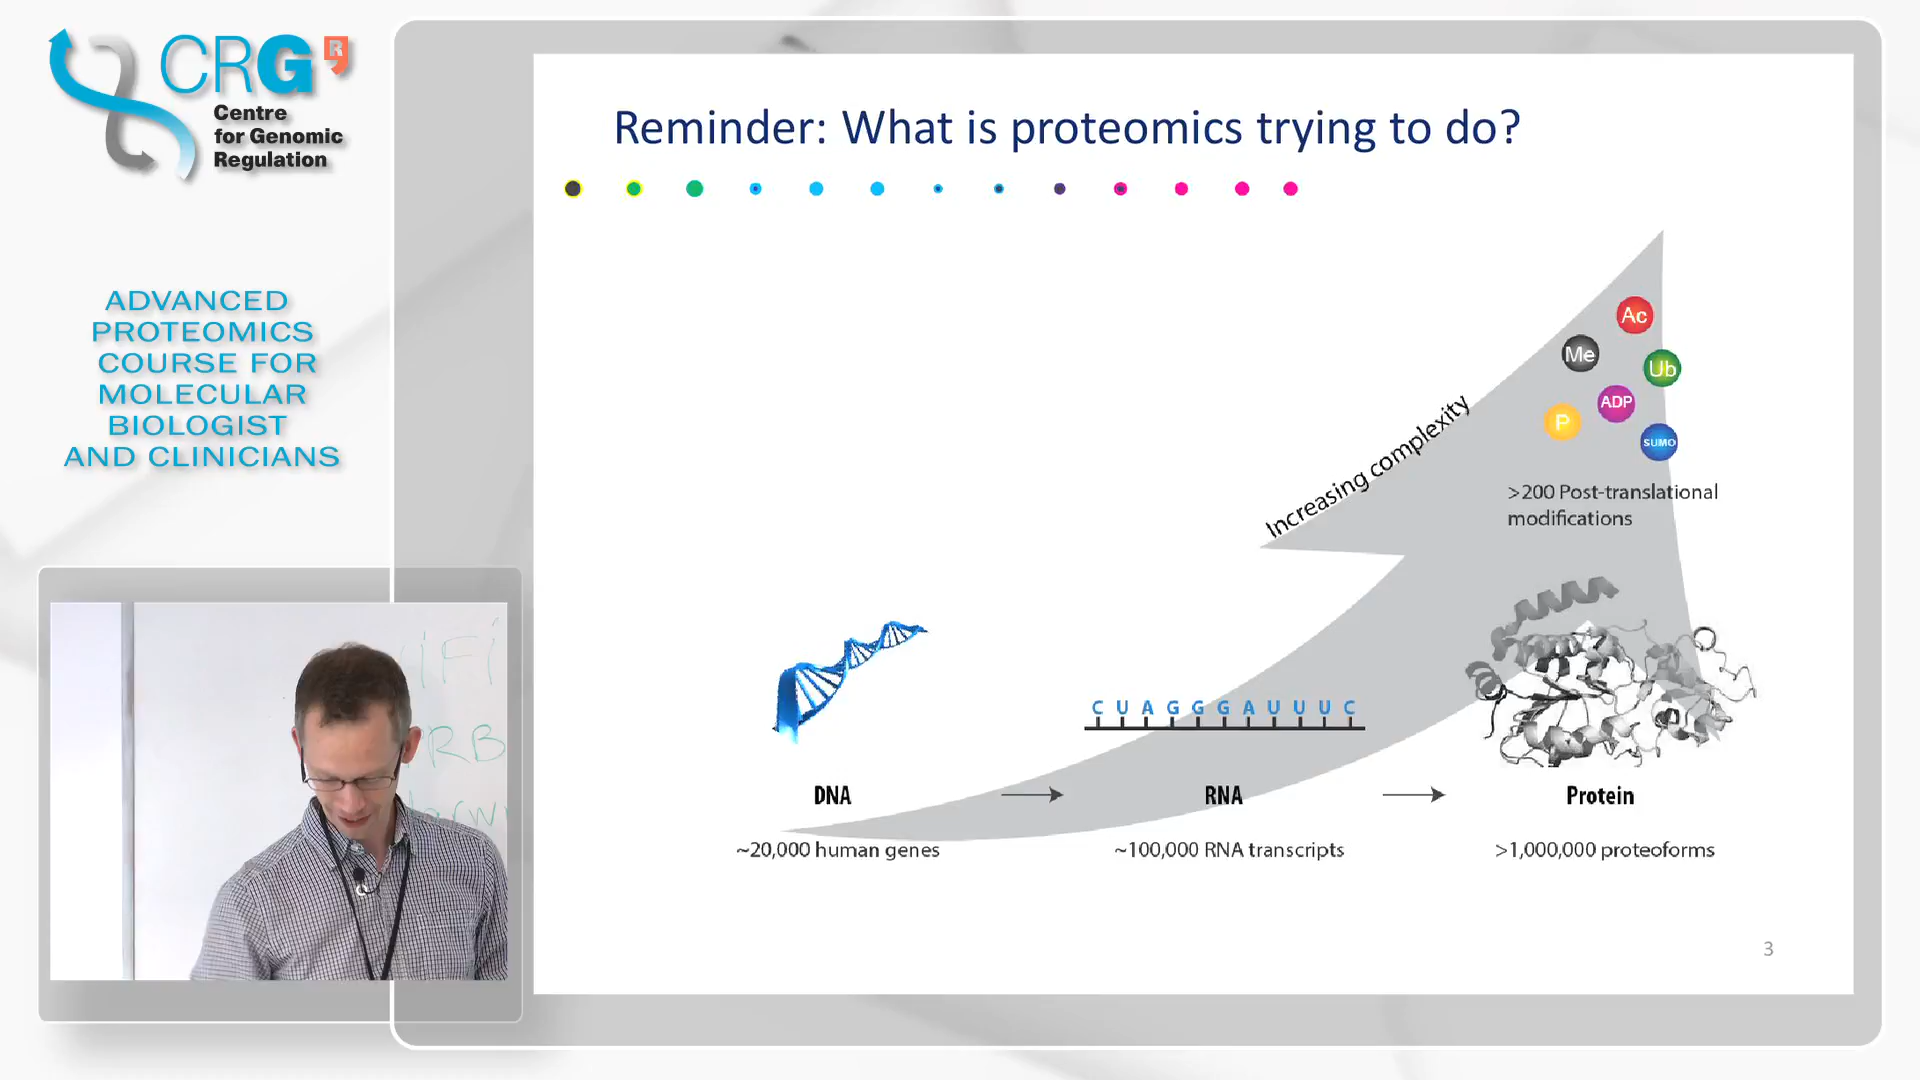 CRG
R
Centre
for Genomic
Regulation
ADVANCED
PROTEOMICS
COURSE FOR
MOLECULAR
BIOLOGIST
AND CLINICIANS
Reminder: What is proteomics trying to do?
Increasing complexity
Ac
Me
Ub
ADP
P
SUMO
>200 Post-translational
modifications
C U A G G G A U U U C
DNA
RNA
Protein
~20,000 human genes
~100,000 RNA transcripts
>1,000,000 proteoforms
3